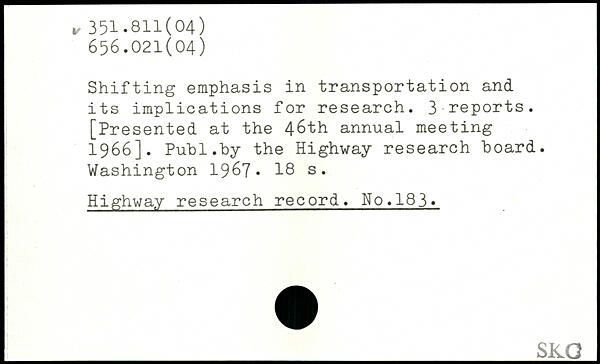 351.811(04)
656.021(04)
Shifting emphasis in transportation and
its implications for research. 3 reports.
[Presented at the 46th annual meeting
1966]. Publ.by the Highway research board.
Washington 1967. 18 s.
Highway research record. No.183.
SKC